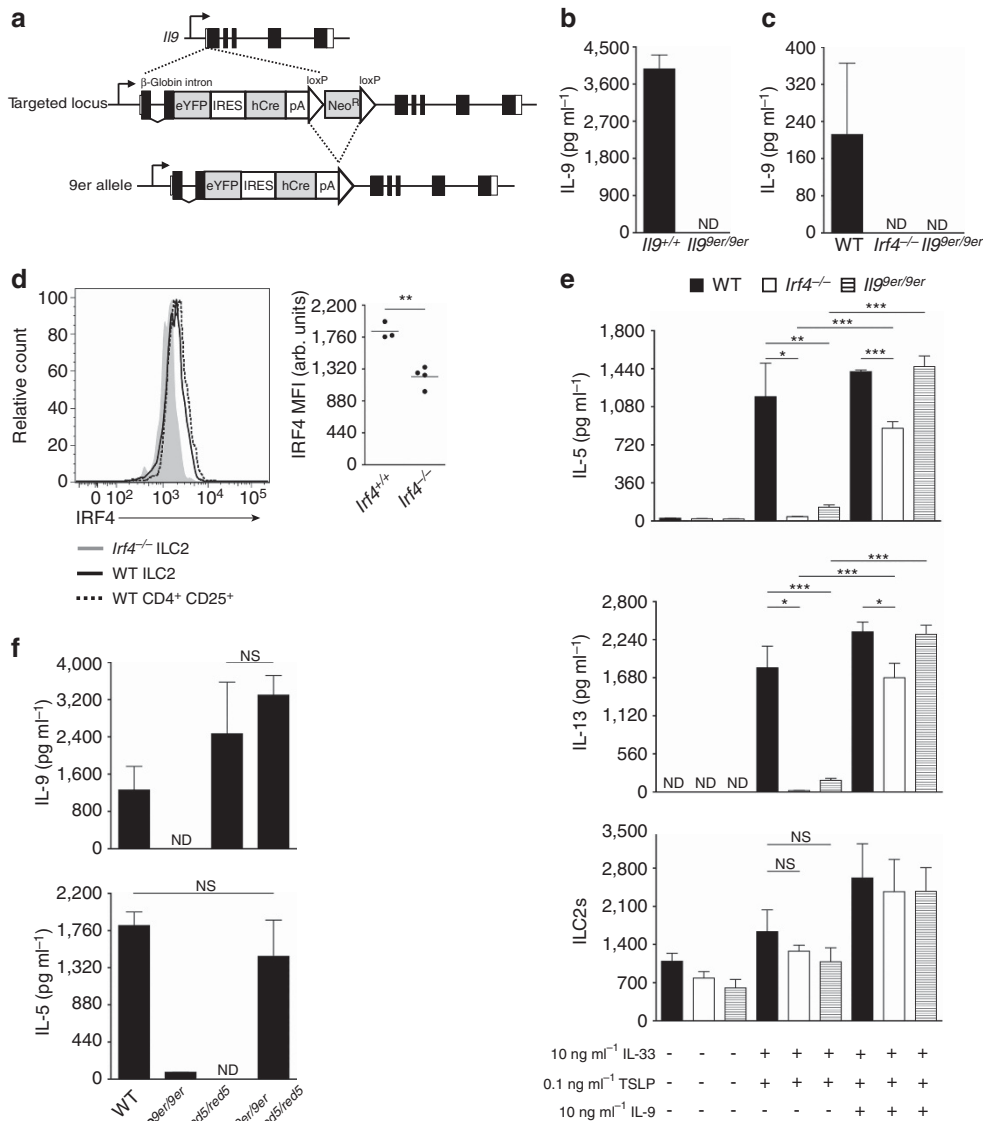 a
Il9
β-Globin intron
loxP
loxP
Targeted locus
eYFP
IRES
hCre
pA
Neo^R
9er allele
eYFP
IRES
hCre
pA
b
4,500
3,600
2,700
1,800
900
0
IL-9 (pg ml⁻¹)
ND
Il9⁺/⁺
Il9⁹ᵉʳ/⁹ᵉʳ
c
400
320
240
160
80
0
IL-9 (pg ml⁻¹)
ND
ND
WT
Irf4⁻/⁻
Il9⁹ᵉʳ/⁹ᵉʳ
d
100
80
60
40
20
0
Relative count
0 10² 10³ 10⁴ 10⁵
IRF4
Irf4⁻/⁻ ILC2
WT ILC2
WT CD4⁺ CD25⁺
2,200
1,760
1,320
880
440
0
IRF4 MFI (arb. units)
**
Irf4⁺/⁺
Irf4⁻/⁻
e
WT
Irf4⁻/⁻
Il9⁹ᵉʳ/⁹ᵉʳ
1,800
1,440
1,080
720
360
0
IL-5 (pg ml⁻¹)
***
***
**
*
***
2,800
2,240
1,680
1,120
560
0
IL-13 (pg ml⁻¹)
***
***
***
*
*
ND ND ND
3,500
2,800
2,100
1,400
700
0
ILC2s
NS
NS
10 ng ml⁻¹ IL-33 - - - + + + + + +
0.1 ng ml⁻¹ TSLP - - - + + + + + +
10 ng ml⁻¹ IL-9 - - - - - - + + +
f
4,000
3,200
2,400
1,600
800
0
IL-9 (pg ml⁻¹)
NS
ND
2,200
1,760
1,320
880
440
0
IL-5 (pg ml⁻¹)
NS
ND
WT